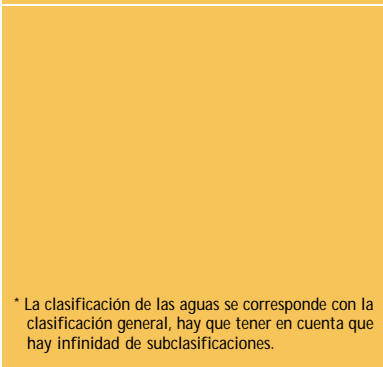 * La clasificación de las aguas se corresponde con la
clasificación general, hay que tener en cuenta que
hay infinidad de subclasificaciones.